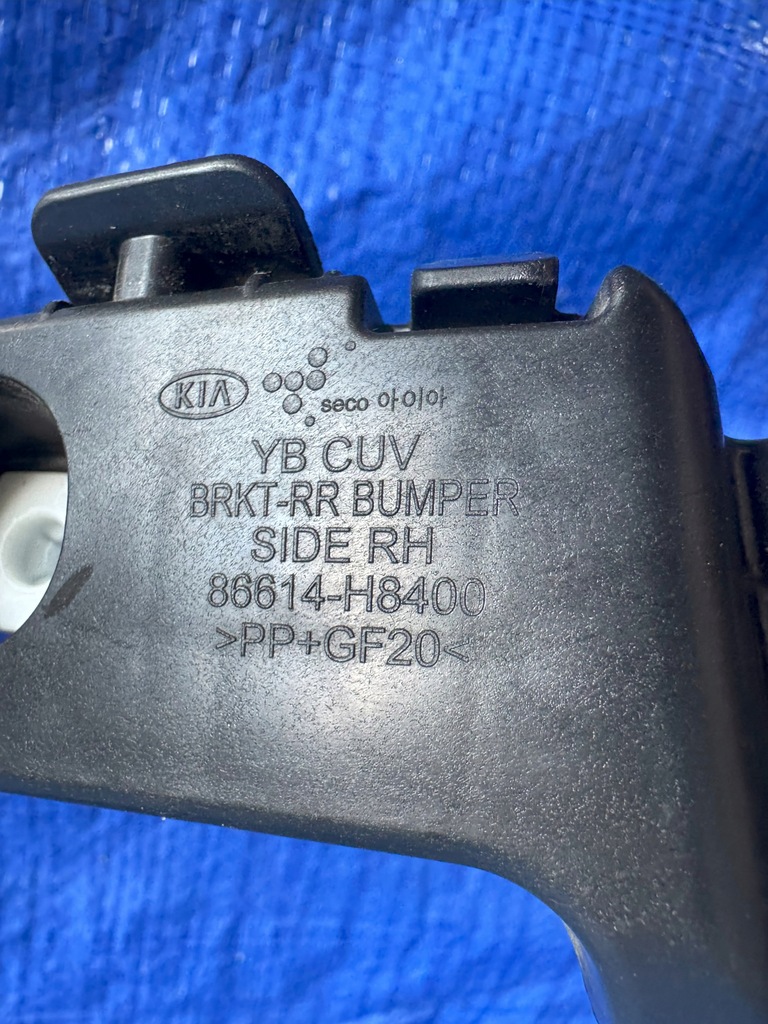 KIA seco 아이아
YB CUV
BRKT-RR BUMPER
SIDE RH
86614-H8400
>PP+GF20<